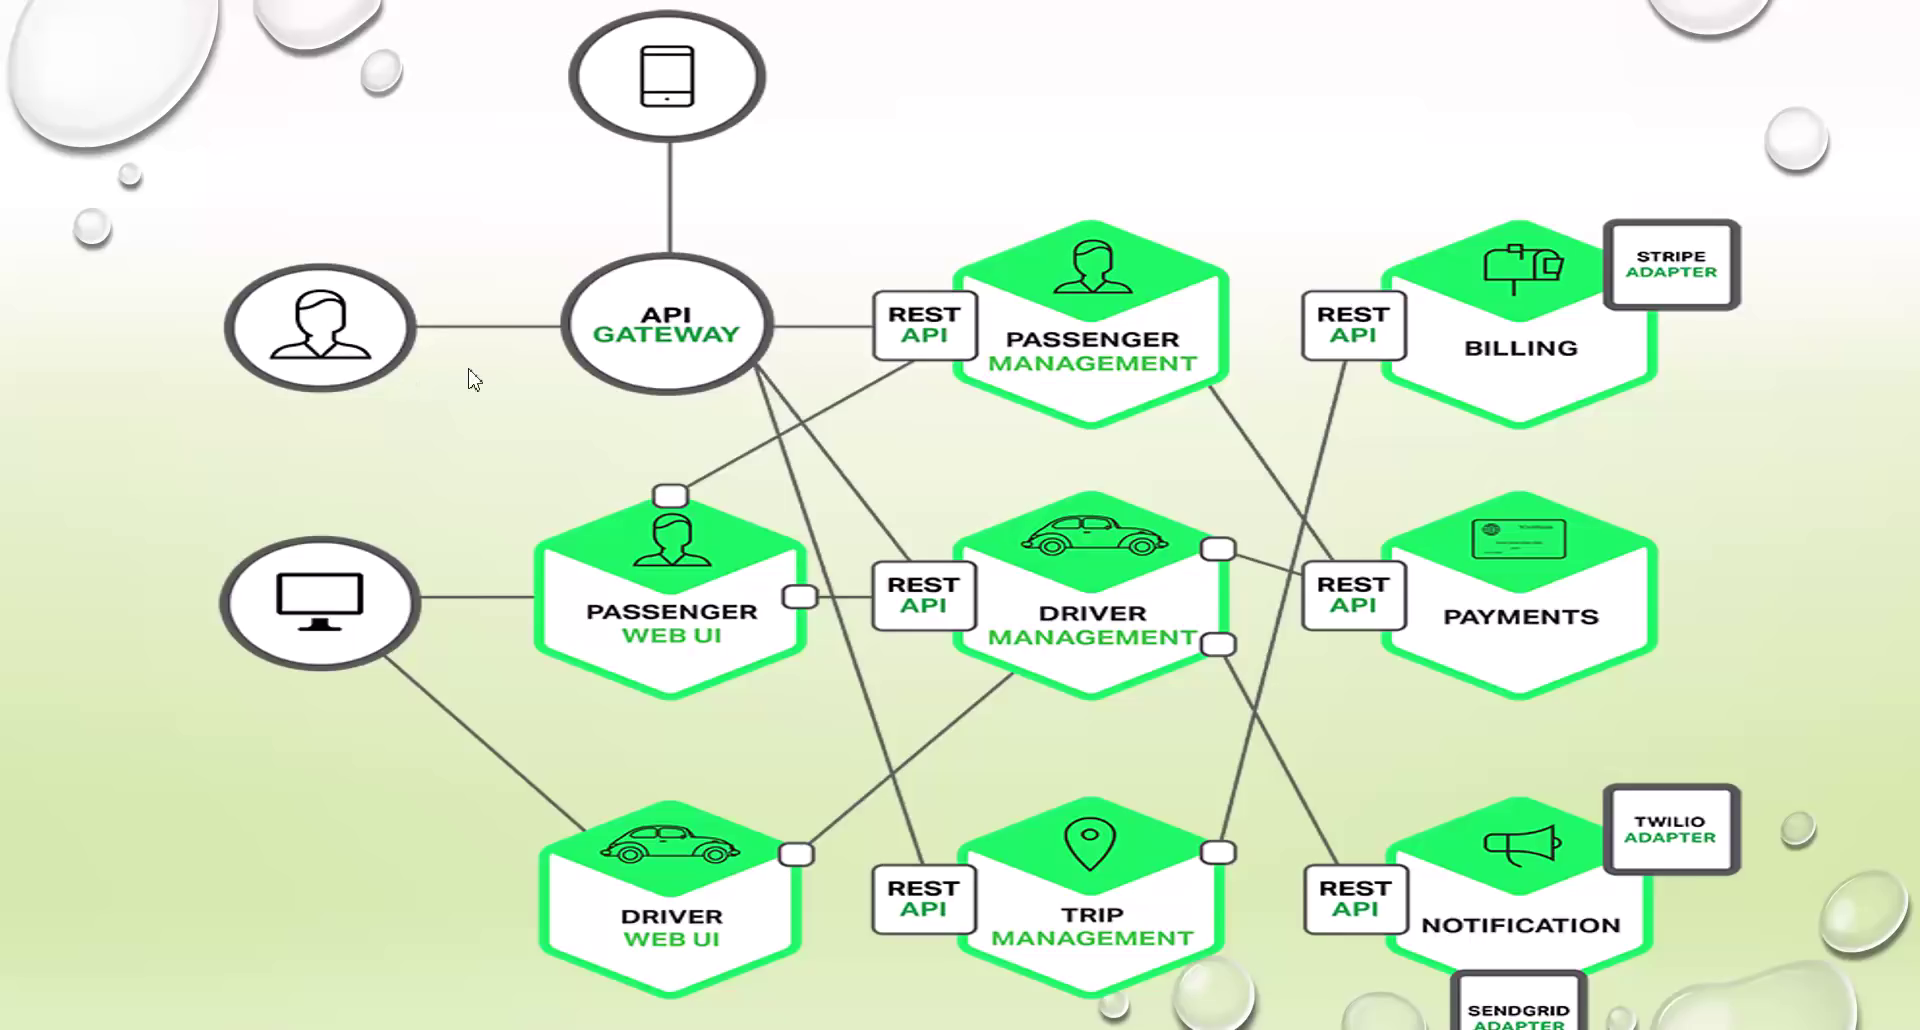 STRIPE
ADAPTER
API
GATEWAY
REST
API
PASSENGER
MANAGEMENT
REST
API
BILLING
PASSENGER
WEB UI
REST
API
DRIVER
MANAGEMENT
REST
API
PAYMENTS
TWILIO
ADAPTER
DRIVER
WEB UI
REST
API
TRIP
MANAGEMENT
REST
API
NOTIFICATION
SENDGRID
ADAPTER